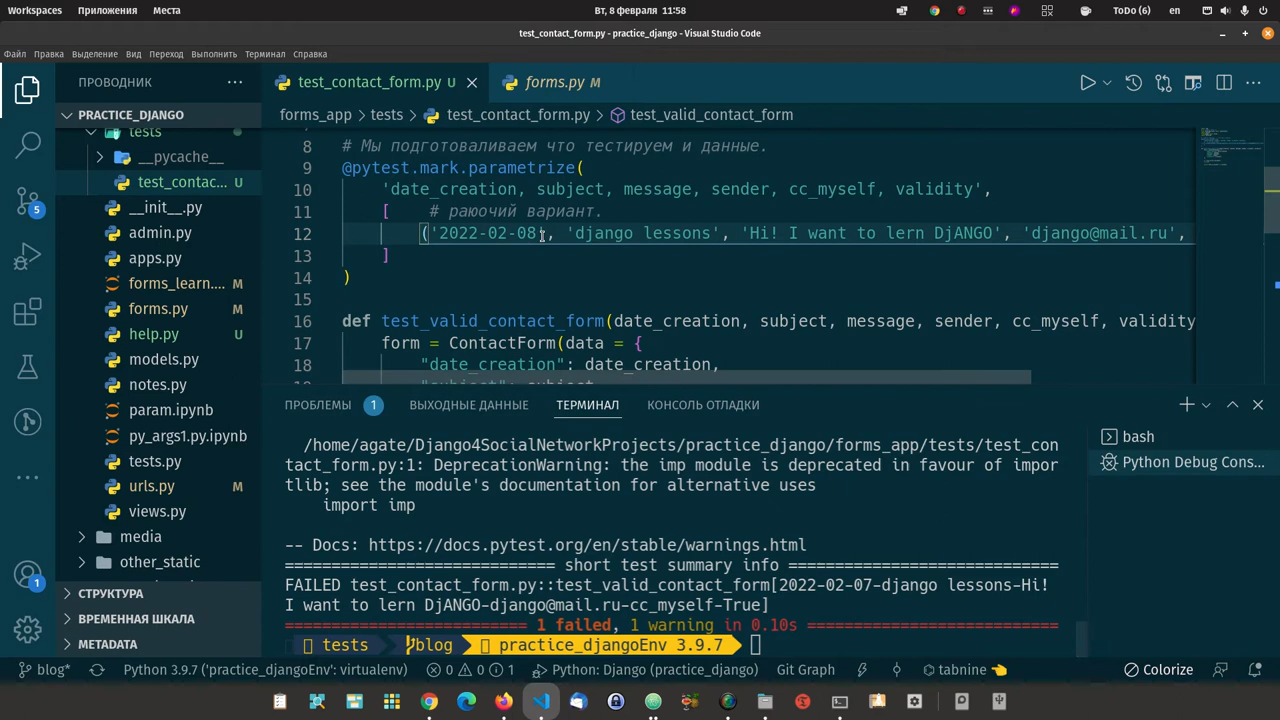 Workspaces Приложения Места Вт, 8 февраля 11:58 ToDo (6) en
test_contact_form.py - practice_django - Visual Studio Code
Файл Правка Выделение Вид Переход Выполнить Терминал Справка
ПРОВОДНИК
PRACTICE_DJANGO
tests
__pycache__
test_contac... U
__init__.py
admin.py
apps.py
forms_learn.... M
forms.py M
help.py U
models.py
notes.py
param.ipynb
py_args1.py.ipynb
tests.py
urls.py M
views.py
media
other_static
СТРУКТУРА
ВРЕМЕННАЯ ШКАЛА
METADATA
5
1
test_contact_form.py U forms.py M
forms_app > tests > test_contact_form.py > test_valid_contact_form
8 # Мы подготоваливаем что тестируем и данные.
9 @pytest.mark.parametrize(
10 'date_creation, subject, message, sender, cc_myself, validity',
11 [ # раюочий вариант.
12 ('2022-02-08', 'django lessons', 'Hi! I want to lern DjANGO', 'django@mail.ru',
13 ]
14 )
15
16 def test_valid_contact_form(date_creation, subject, message, sender, cc_myself, validity
17 form = ContactForm(data = {
18 "date_creation": date_creation,
ПРОБЛЕМЫ 1 ВЫХОДНЫЕ ДАННЫЕ ТЕРМИНАЛ КОНСОЛЬ ОТЛАДКИ
/home/agate/Django4SocialNetworkProjects/practice_django/forms_app/tests/test_con
tact_form.py:1: DeprecationWarning: the imp module is deprecated in favour of impor
tlib; see the module's documentation for alternative uses
import imp
-- Docs: https://docs.pytest.org/en/stable/warnings.html
=========================== short test summary info ============================
FAILED test_contact_form.py::test_valid_contact_form[2022-02-07-django lessons-Hi!
I want to lern DjANGO-django@mail.ru-cc_myself-True]
========================= 1 failed, 1 warning in 0.10s =========================
tests blog practice_djangoEnv 3.9.7
bash
Python Debug Cons...
blog* Python 3.9.7 ('practice_djangoEnv': virtualenv) 0 0 1 Python: Django (practice_django) Git Graph tabnine Colorize